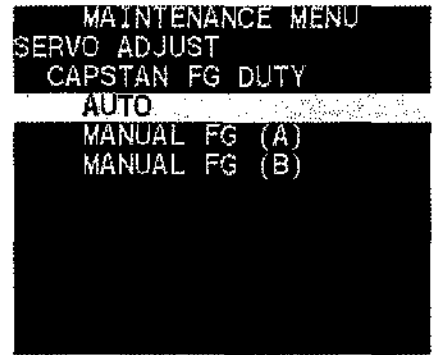 MAINTENANCE MENU
SERVO ADJUST
CAPSTAN FG DUTY
AUTO
MANUAL FG (A)
MANUAL FG (B)